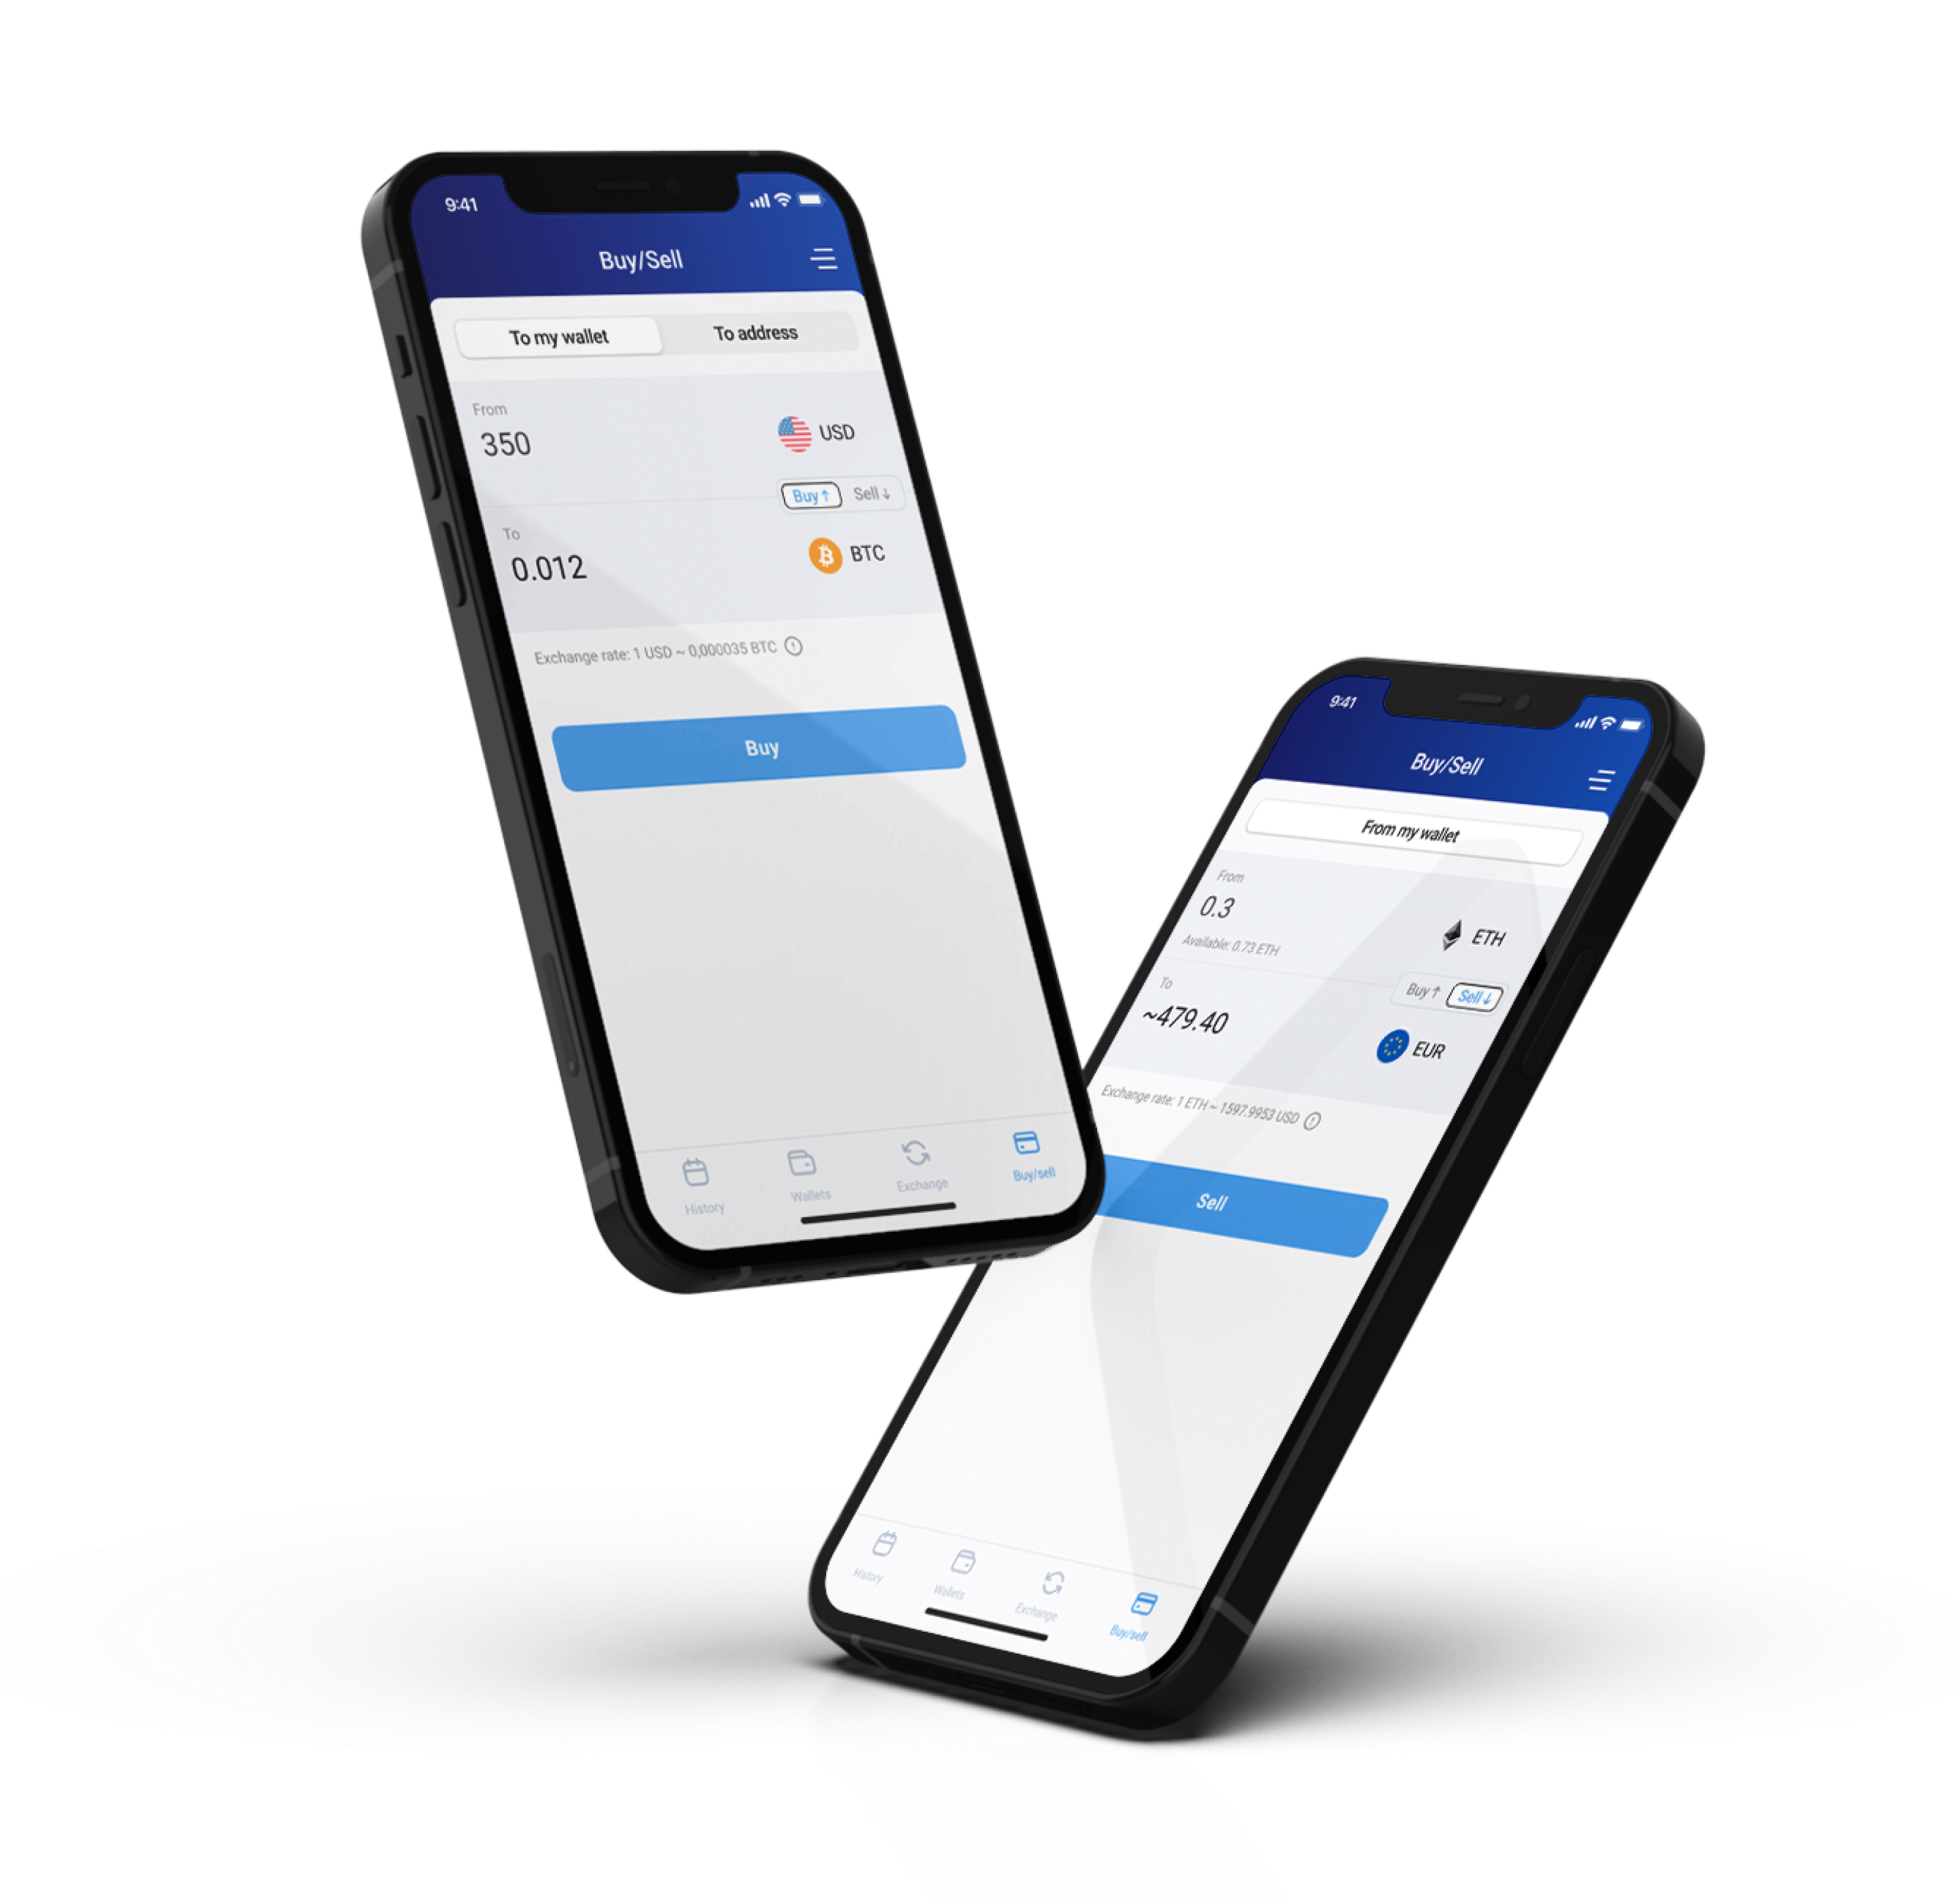 9:41
Buy/Sell
To my wallet To address
From
350 USD
Buy↑ Sell↓
To
0.012 BTC
Exchange rate: 1 USD ~ 0,000035 BTC
Buy
History Wallets Exchange Buy/sell
9:41
Buy/Sell
From my wallet
From
0.3 ETH
Available: 0.73 ETH
Buy↑ Sell↓
To
~479.40 EUR
Exchange rate: 1 ETH ~ 1597.9953 USD
Sell
History Wallets Exchange Buy/sell